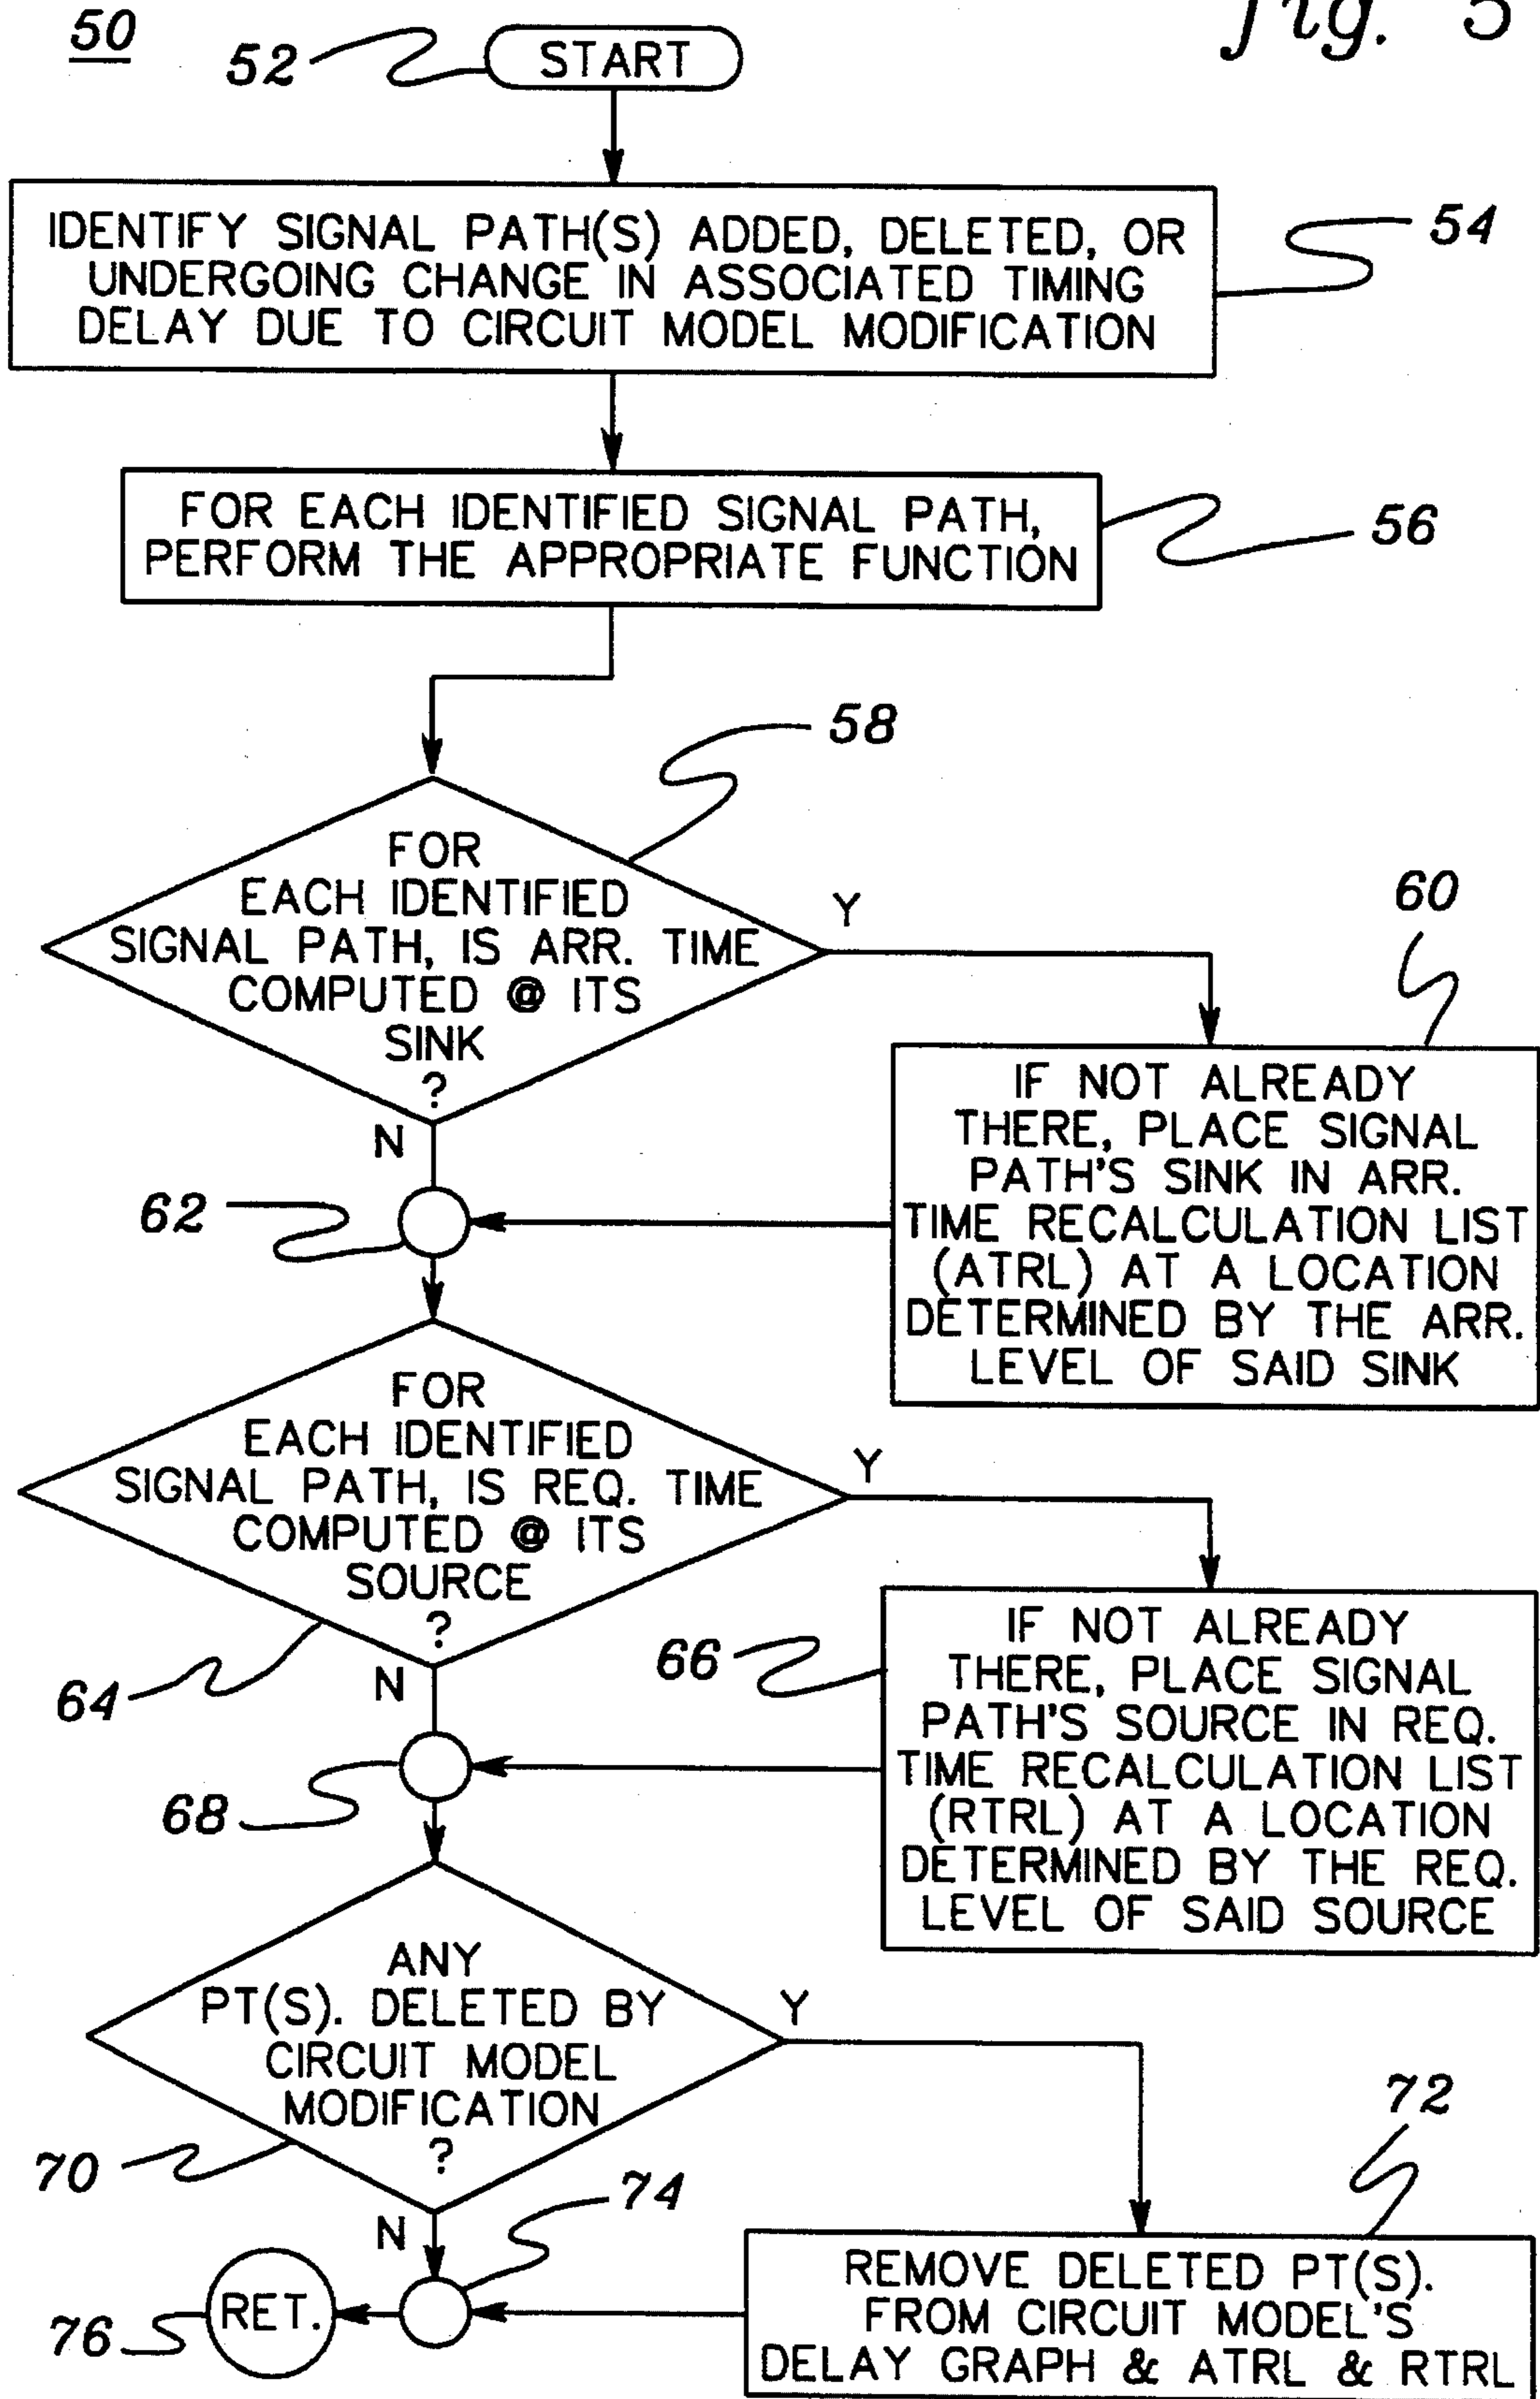 50
fig. 5
52
START
IDENTIFY SIGNAL PATH(S) ADDED, DELETED, OR
UNDERGOING CHANGE IN ASSOCIATED TIMING
DELAY DUE TO CIRCUIT MODEL MODIFICATION
54
FOR EACH IDENTIFIED SIGNAL PATH,
PERFORM THE APPROPRIATE FUNCTION
56
58
FOR
EACH IDENTIFIED
SIGNAL PATH, IS ARR. TIME
COMPUTED @ ITS
SINK
?
Y
N
60
IF NOT ALREADY
THERE, PLACE SIGNAL
PATH'S SINK IN ARR.
TIME RECALCULATION LIST
(ATRL) AT A LOCATION
DETERMINED BY THE ARR.
LEVEL OF SAID SINK
62
FOR
EACH IDENTIFIED
SIGNAL PATH, IS REQ. TIME
COMPUTED @ ITS
SOURCE
?
Y
N
64
66
IF NOT ALREADY
THERE, PLACE SIGNAL
PATH'S SOURCE IN REQ.
TIME RECALCULATION LIST
(RTRL) AT A LOCATION
DETERMINED BY THE REQ.
LEVEL OF SAID SOURCE
68
ANY
PT(S). DELETED BY
CIRCUIT MODEL
MODIFICATION
?
Y
N
70
72
REMOVE DELETED PT(S).
FROM CIRCUIT MODEL'S
DELAY GRAPH & ATRL & RTRL
74
RET.
76